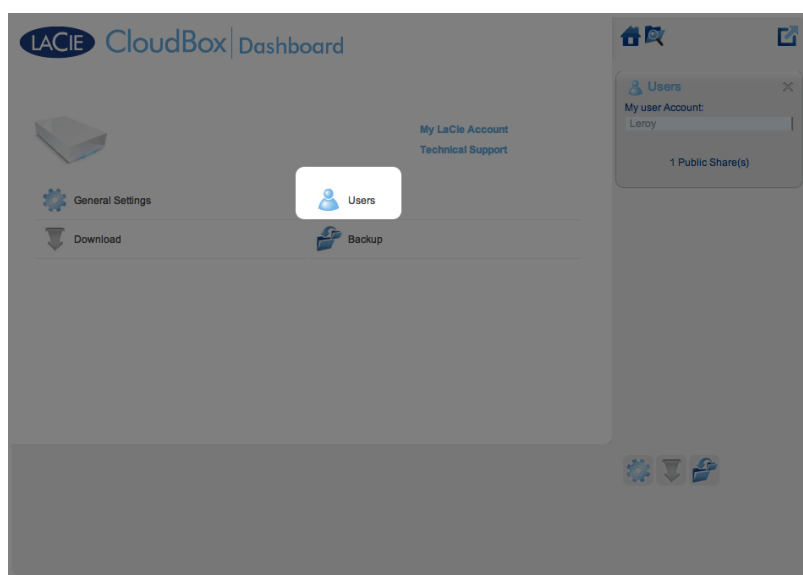 LACIE CloudBox Dashboard
Users
My user Account:
Leroy
1 Public Share(s)
My LaCie Account
Technical Support
General Settings
Users
Download
Backup